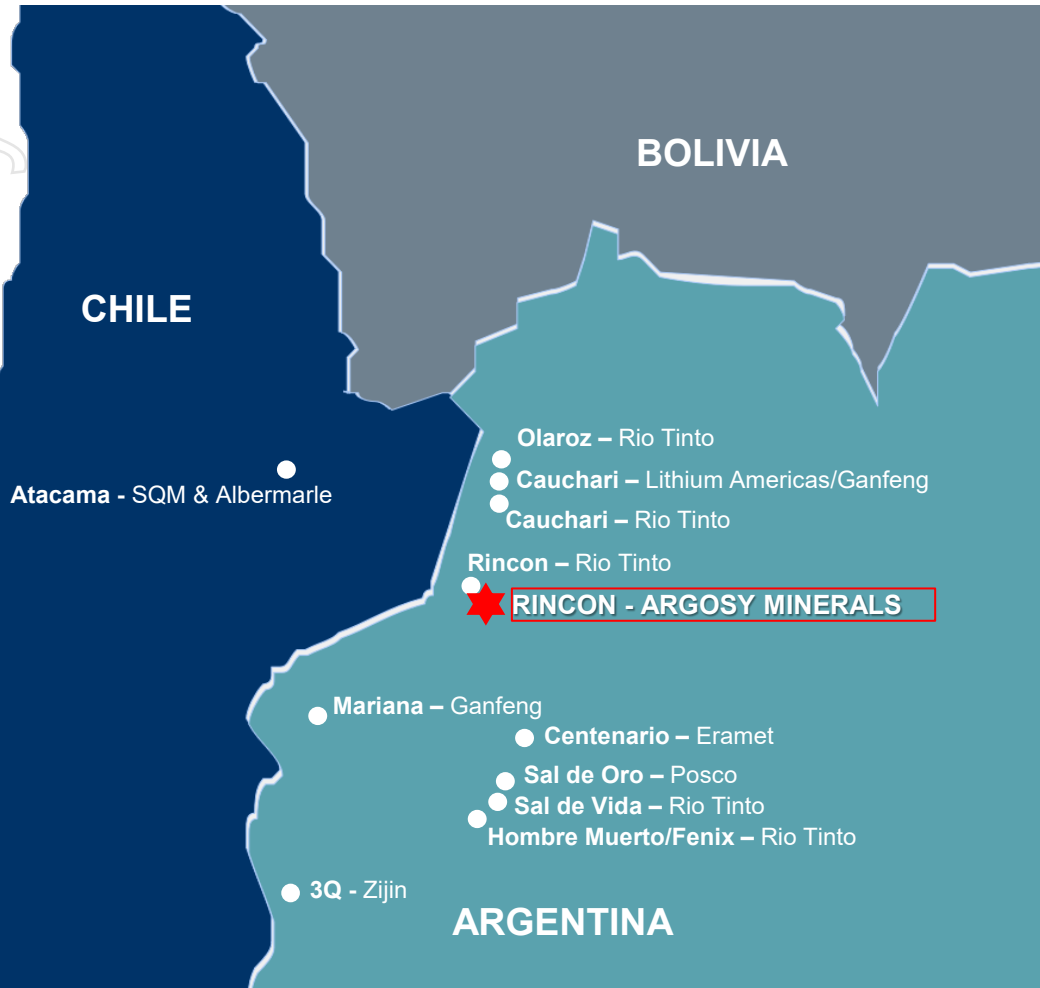 BOLIVIA
CHILE
Olaroz – Rio Tinto
Cauchari – Lithium Americas/Ganfeng
Atacama - SQM & Albermarle
Cauchari – Rio Tinto
Rincon – Rio Tinto
RINCON - ARGOSY MINERALS
Mariana – Ganfeng
Centenario – Eramet
Sal de Oro – Posco
Sal de Vida – Rio Tinto
Hombre Muerto/Fenix – Rio Tinto
3Q - Zijin
ARGENTINA